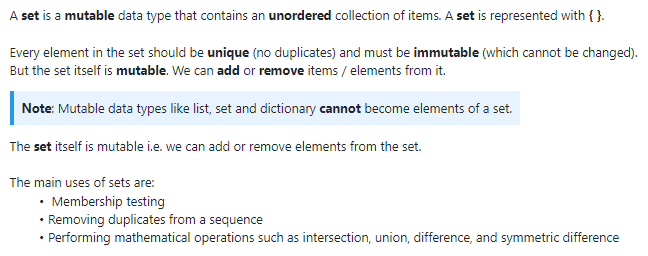 A set is a mutable data type that contains an unordered collection of items. A set is represented with { }.
Every element in the set should be unique (no duplicates) and must be immutable (which cannot be changed).
But the set itself is mutable. We can add or remove items / elements from it.
Note: Mutable data types like list, set and dictionary cannot become elements of a set.
The set itself is mutable i.e. we can add or remove elements from the set.
The main uses of sets are:
• Membership testing
• Removing duplicates from a sequence
• Performing mathematical operations such as intersection, union, difference, and symmetric difference